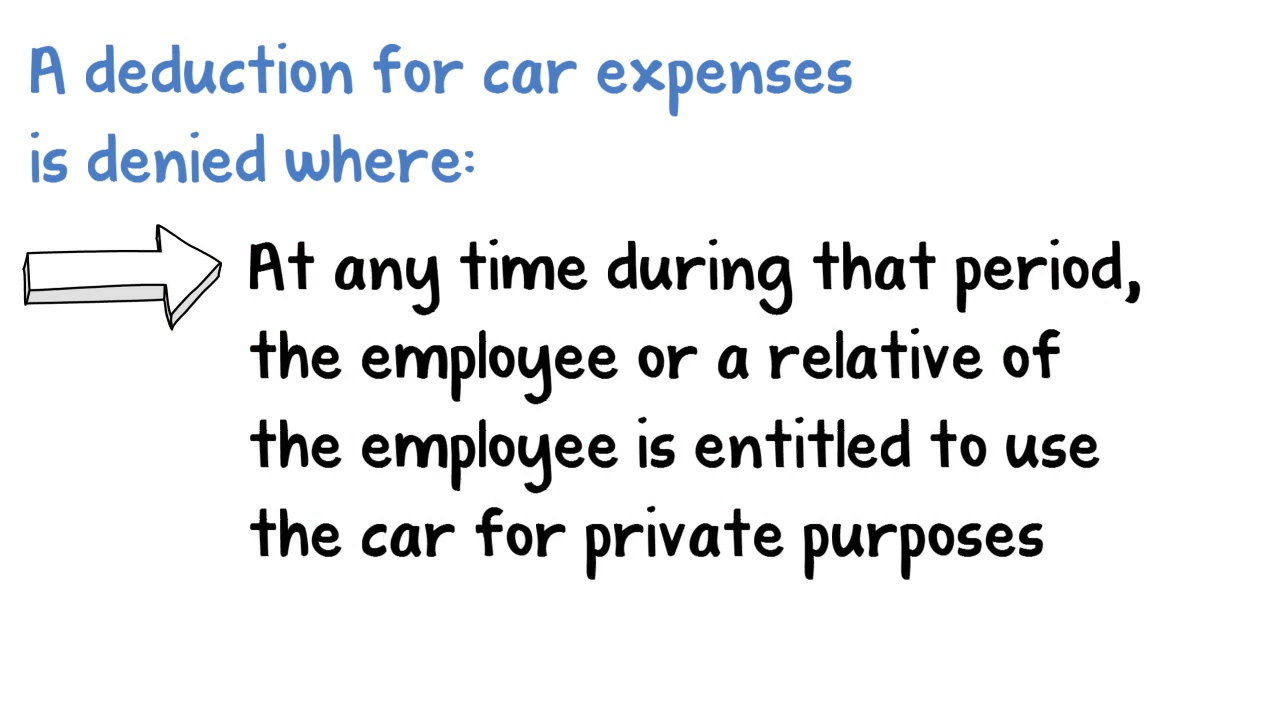 A deduction for car expenses
is denied where:
At any time during that period,
the employee or a relative of
the employee is entitled to use
the car for private purposes